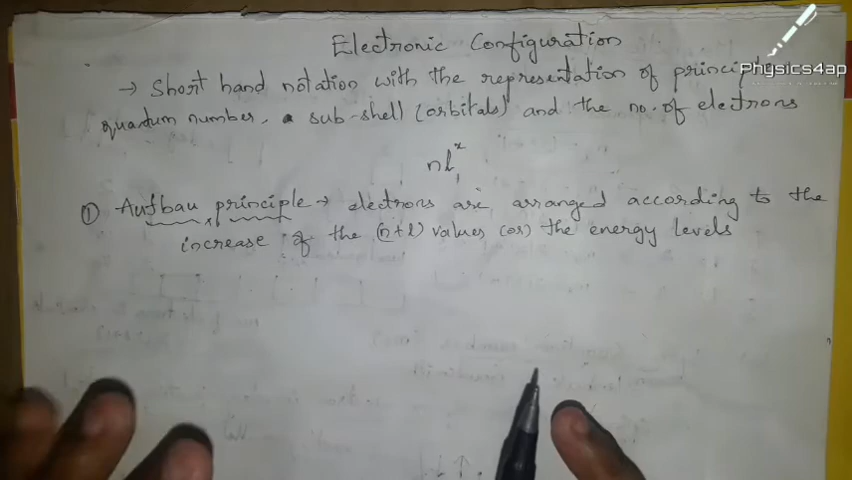 Electronic Configuration
Physics4ap
→ Short hand notation with the representation of principle
quantum number, sub-shell (orbitals) and the no. of electrons
nl^x
① Aufbau principle → electrons are arranged according to the
increase of the (n+l) values (or) the energy levels